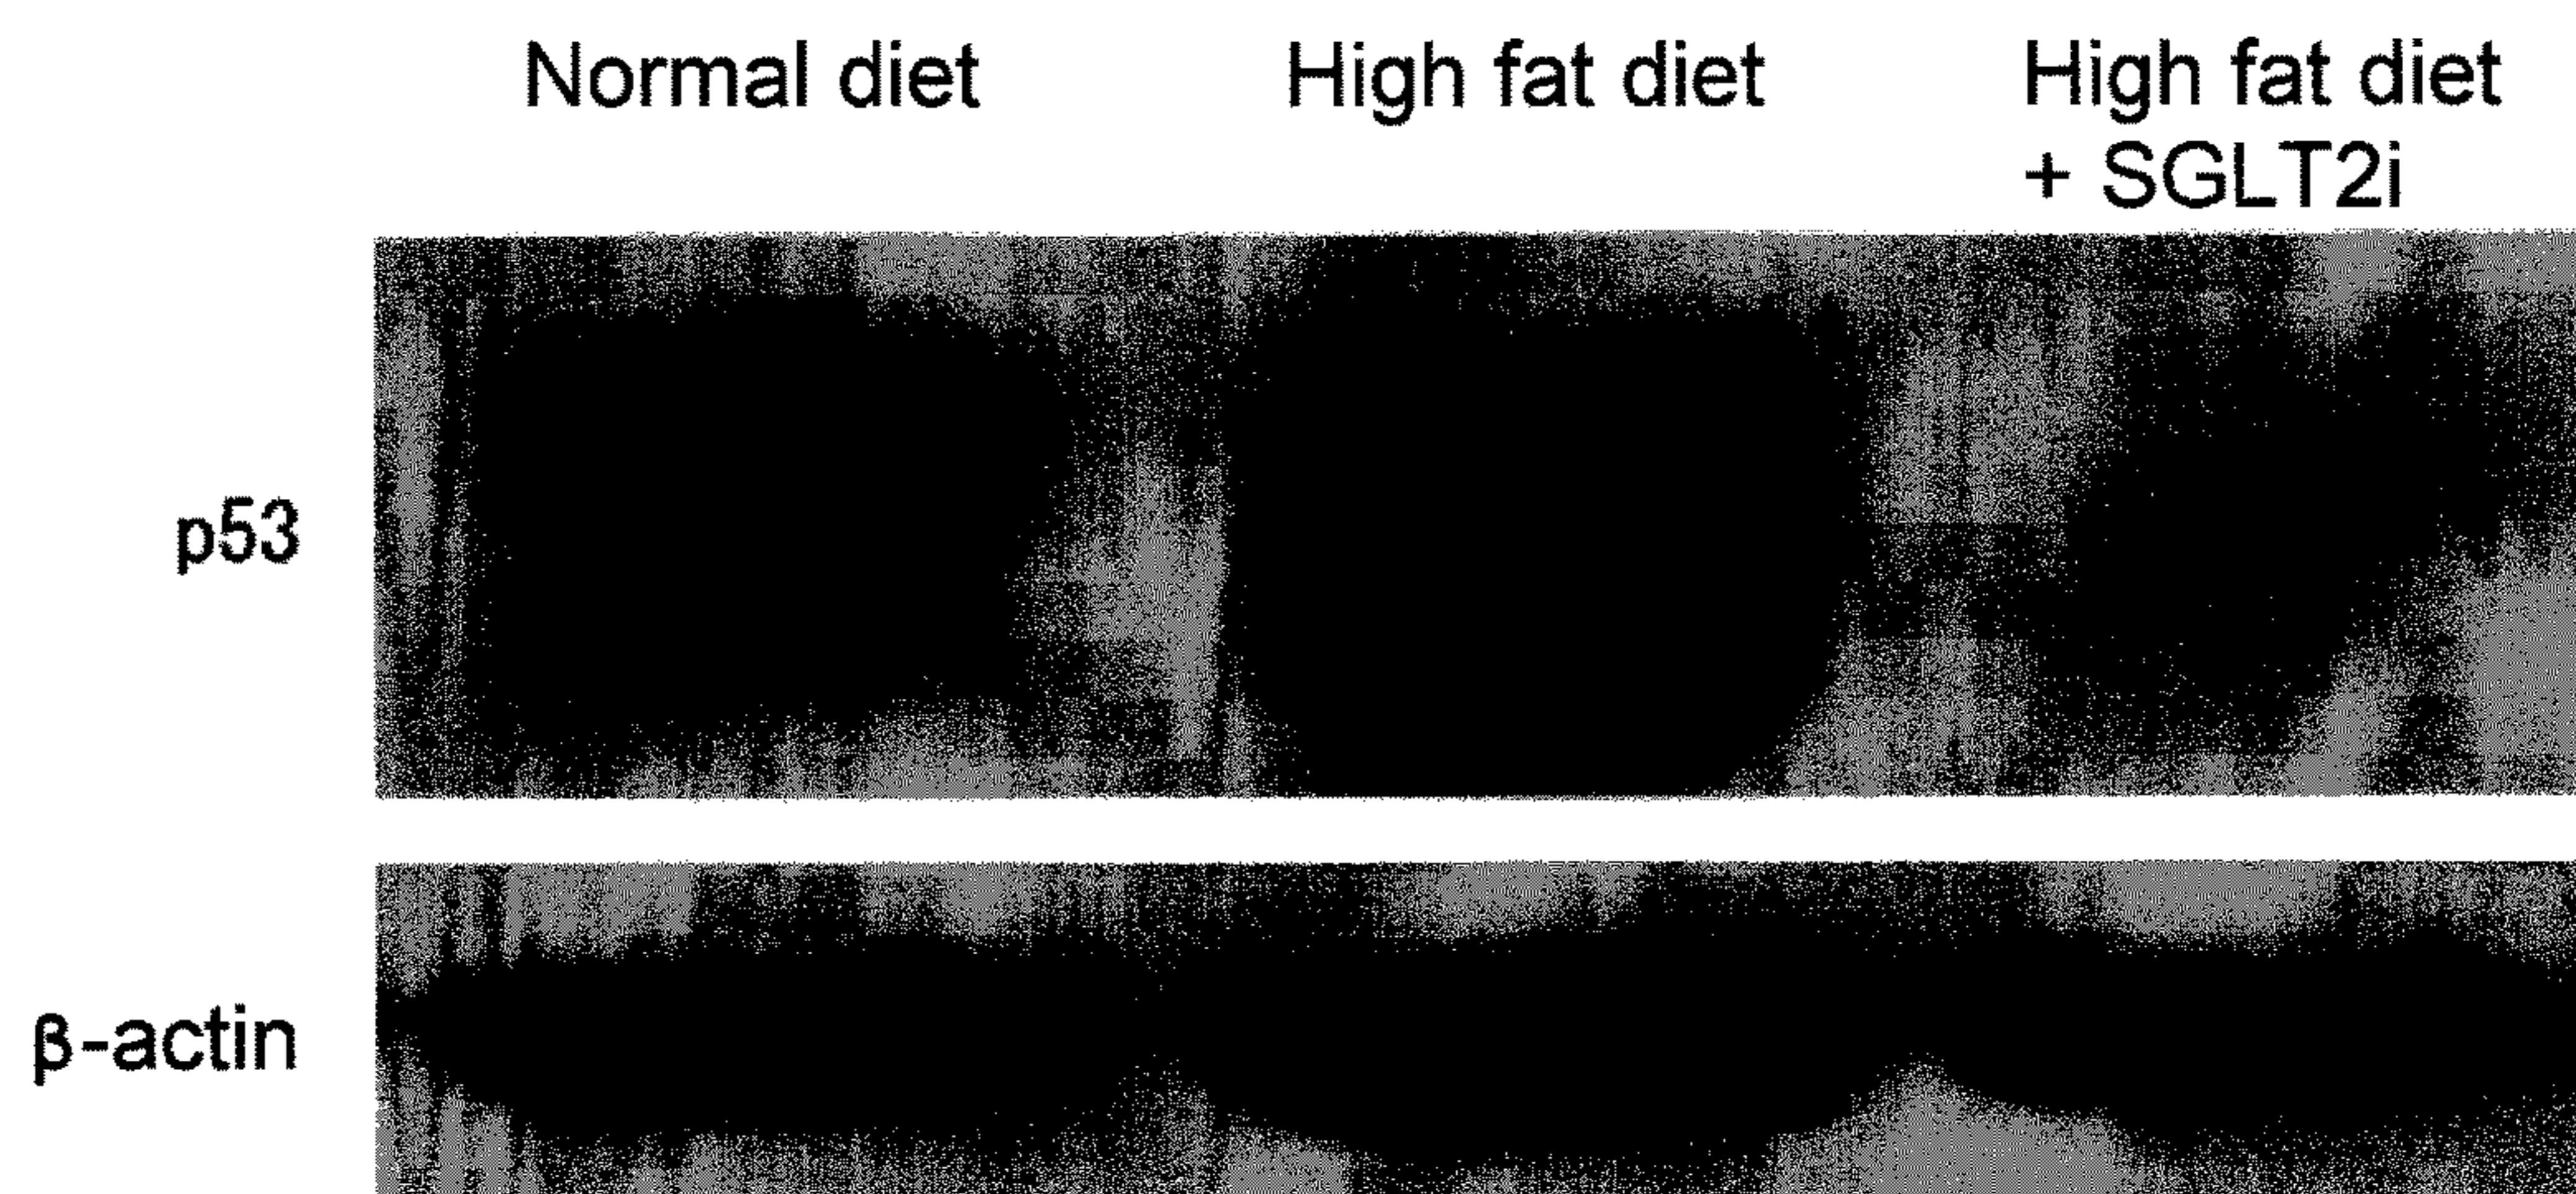 Normal diet
High fat diet
High fat diet
+ SGLT2i
p53
β-actin